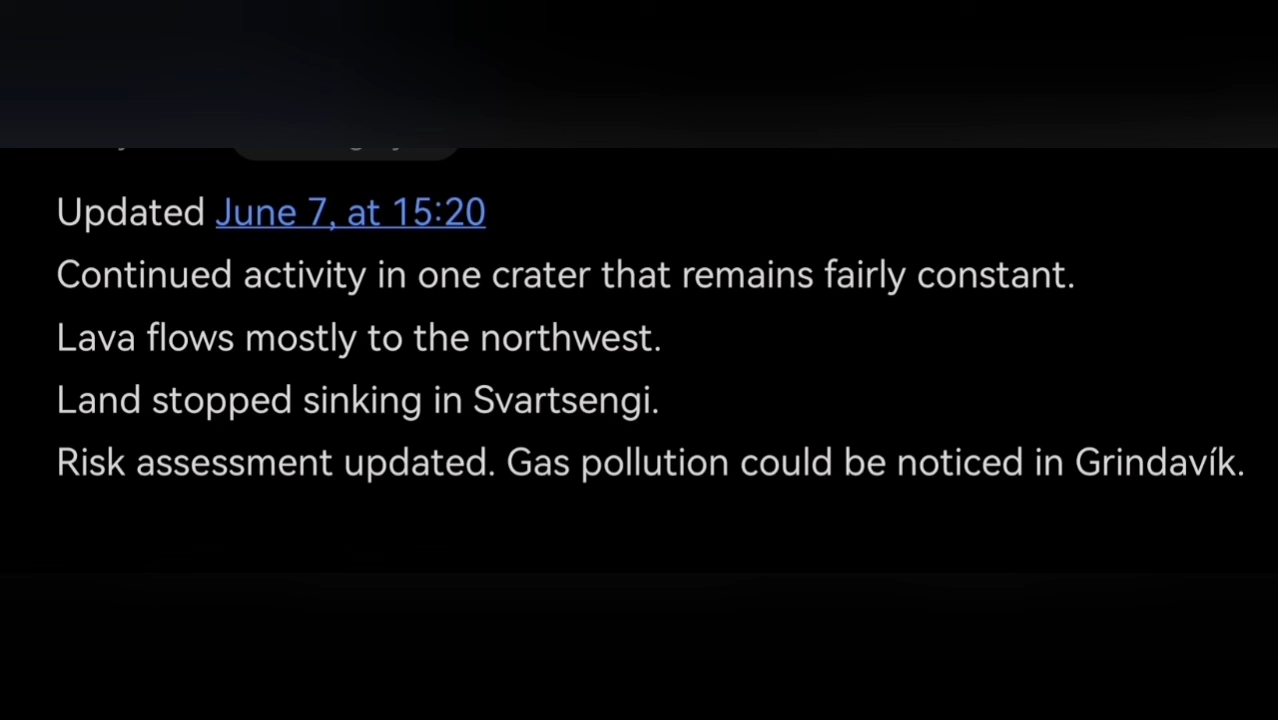 Updated June 7, at 15:20
Continued activity in one crater that remains fairly constant.
Lava flows mostly to the northwest.
Land stopped sinking in Svartsengi.
Risk assessment updated. Gas pollution could be noticed in Grindavík.